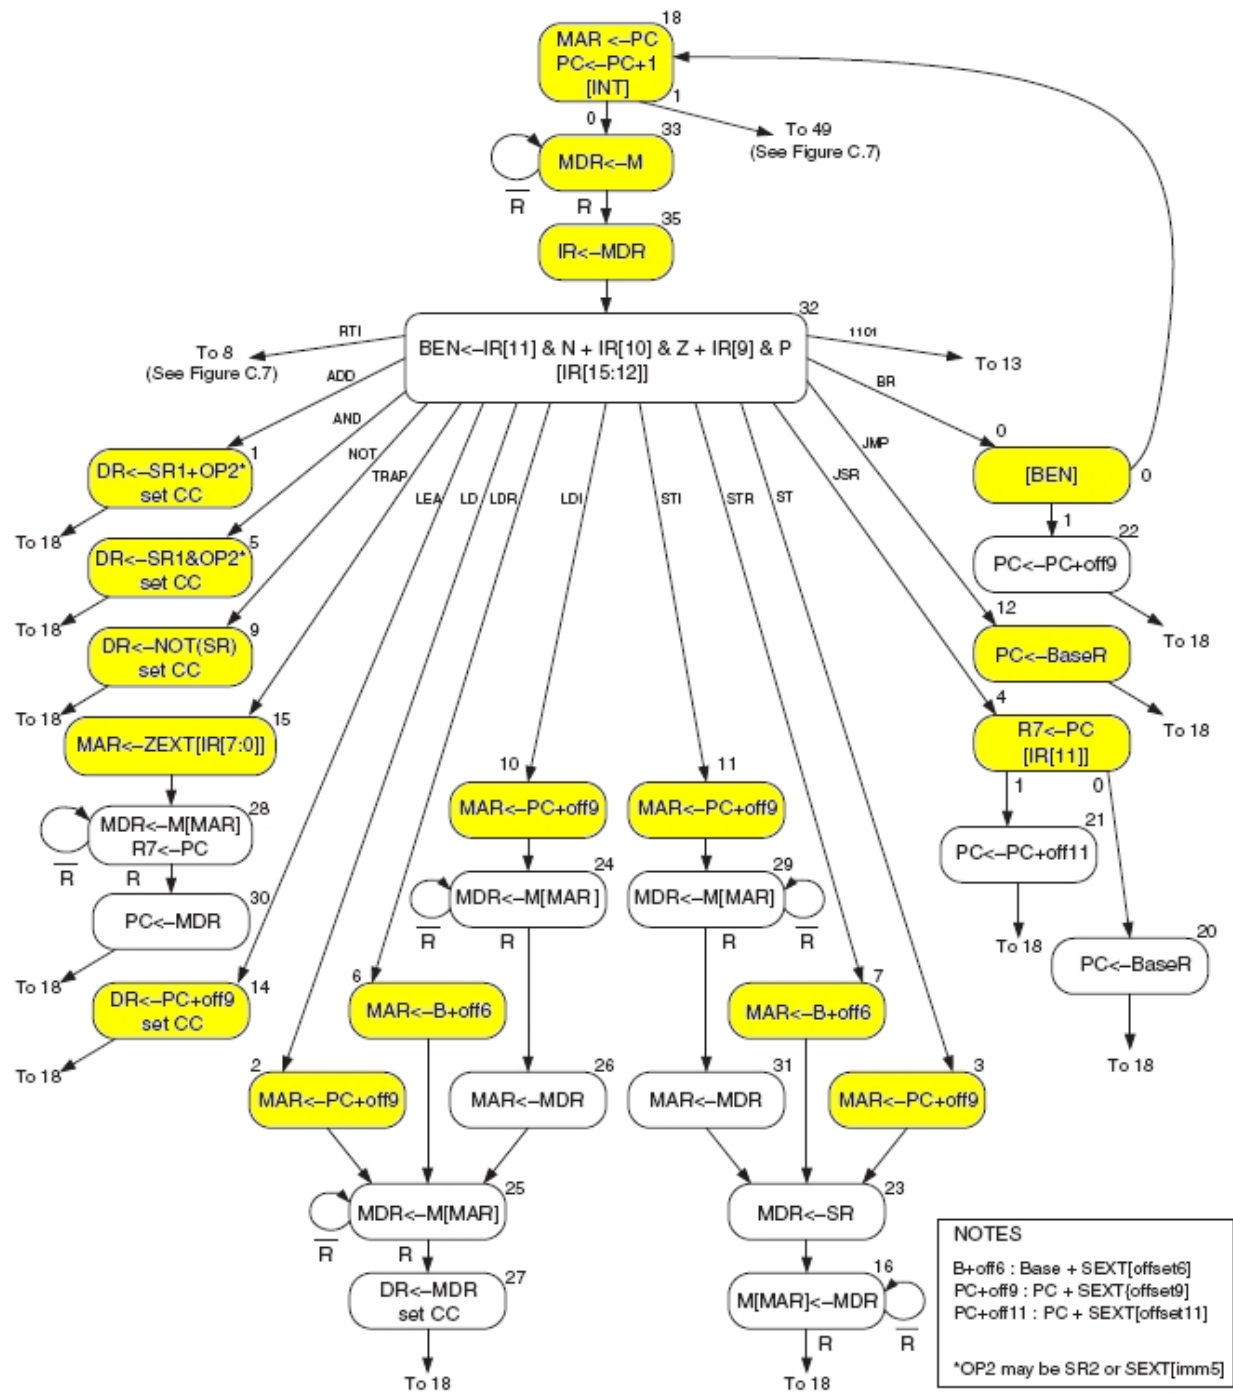 18
MAR <–PC
PC<–PC+1
[INT]
1
0
To 49
(See Figure C.7)
33
MDR<–M
R
R
35
IR<–MDR
32
BEN<–IR[11] & N + IR[10] & Z + IR[9] & P
[IR[15:12]]
RTI
To 8
(See Figure C.7)
1101
To 13
ADD
AND
NOT
TRAP
LEA
LD
LDR
LDI
STI
STR
ST
JSR
JMP
BR
1
DR<–SR1+OP2*
set CC
To 18
5
DR<–SR1&OP2*
set CC
To 18
9
DR<–NOT(SR)
set CC
To 18
15
MAR<–ZEXT[IR[7:0]]
28
MDR<–M[MAR]
R7<–PC
R
R
30
PC<–MDR
To 18
14
DR<–PC+off9
set CC
To 18
0
[BEN]
0
1
22
PC<–PC+off9
To 18
12
PC<–BaseR
To 18
4
R7<–PC
[IR[11]]
1
0
21
PC<–PC+off11
To 18
20
PC<–BaseR
To 18
10
MAR<–PC+off9
24
MDR<–M[MAR]
R
R
11
MAR<–PC+off9
29
MDR<–M[MAR]
R
R
6
MAR<–B+off6
7
MAR<–B+off6
2
MAR<–PC+off9
26
MAR<–MDR
31
MAR<–MDR
3
MAR<–PC+off9
25
MDR<–M[MAR]
R
R
27
DR<–MDR
set CC
To 18
23
MDR<–SR
16
M[MAR]<–MDR
R
R
To 18
NOTES
B+off6 : Base + SEXT[offset6]
PC+off9 : PC + SEXT{offset9]
PC+off11 : PC + SEXT[offset11]
*OP2 may be SR2 or SEXT[imm5]